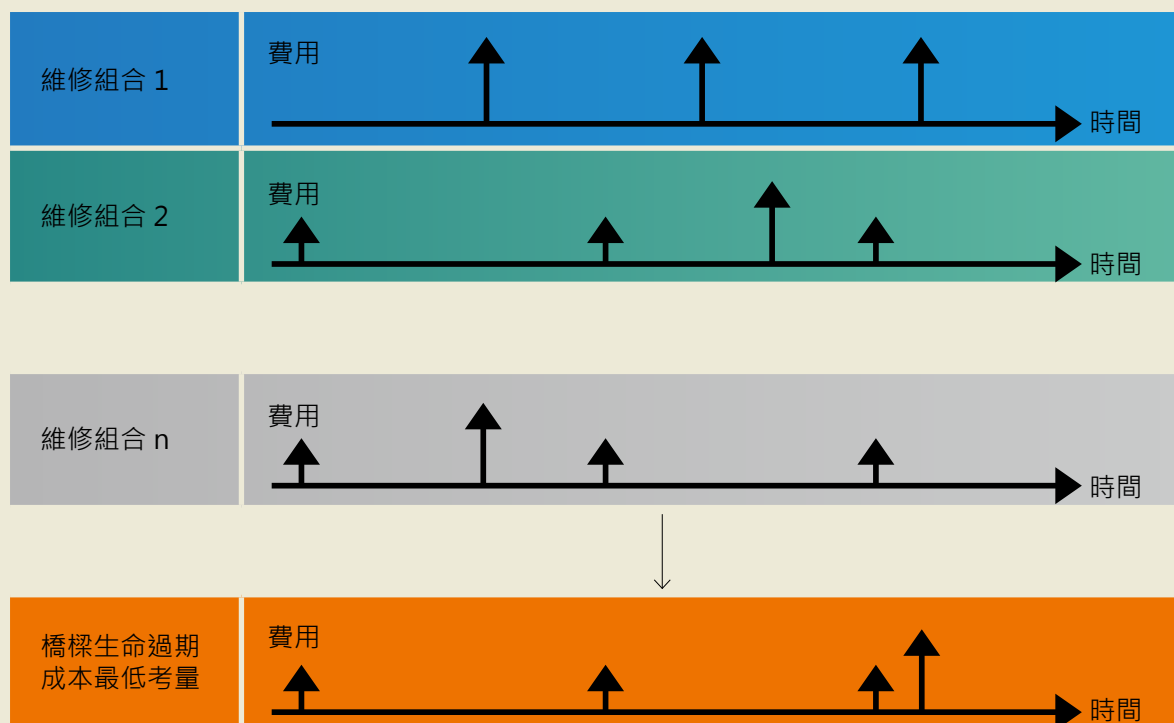 維修組合 1
費用
時間
維修組合 2
費用
時間
維修組合 n
費用
時間
橋樑生命過期
成本最低考量
費用
時間